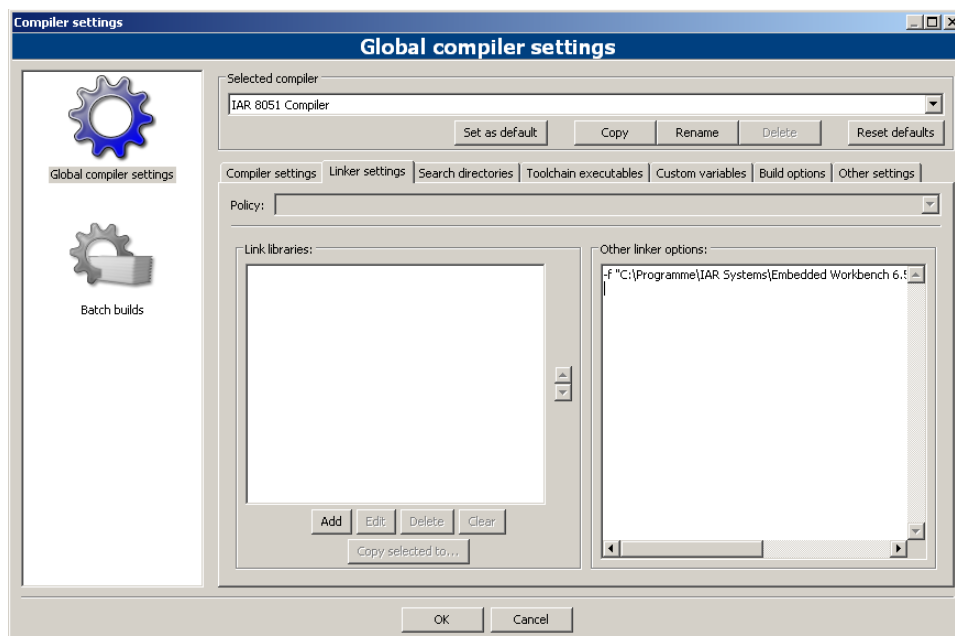 Compiler settings
Global compiler settings
Global compiler settings
Batch builds
Selected compiler
IAR 8051 Compiler
Set as default Copy Rename Delete Reset defaults
Compiler settings Linker settings Search directories Toolchain executables Custom variables Build options Other settings
Policy:
Link libraries:
Add Edit Delete Clear
Copy selected to...
Other linker options:
-f "C:\Programme\IAR Systems\Embedded Workbench 6.5
OK Cancel